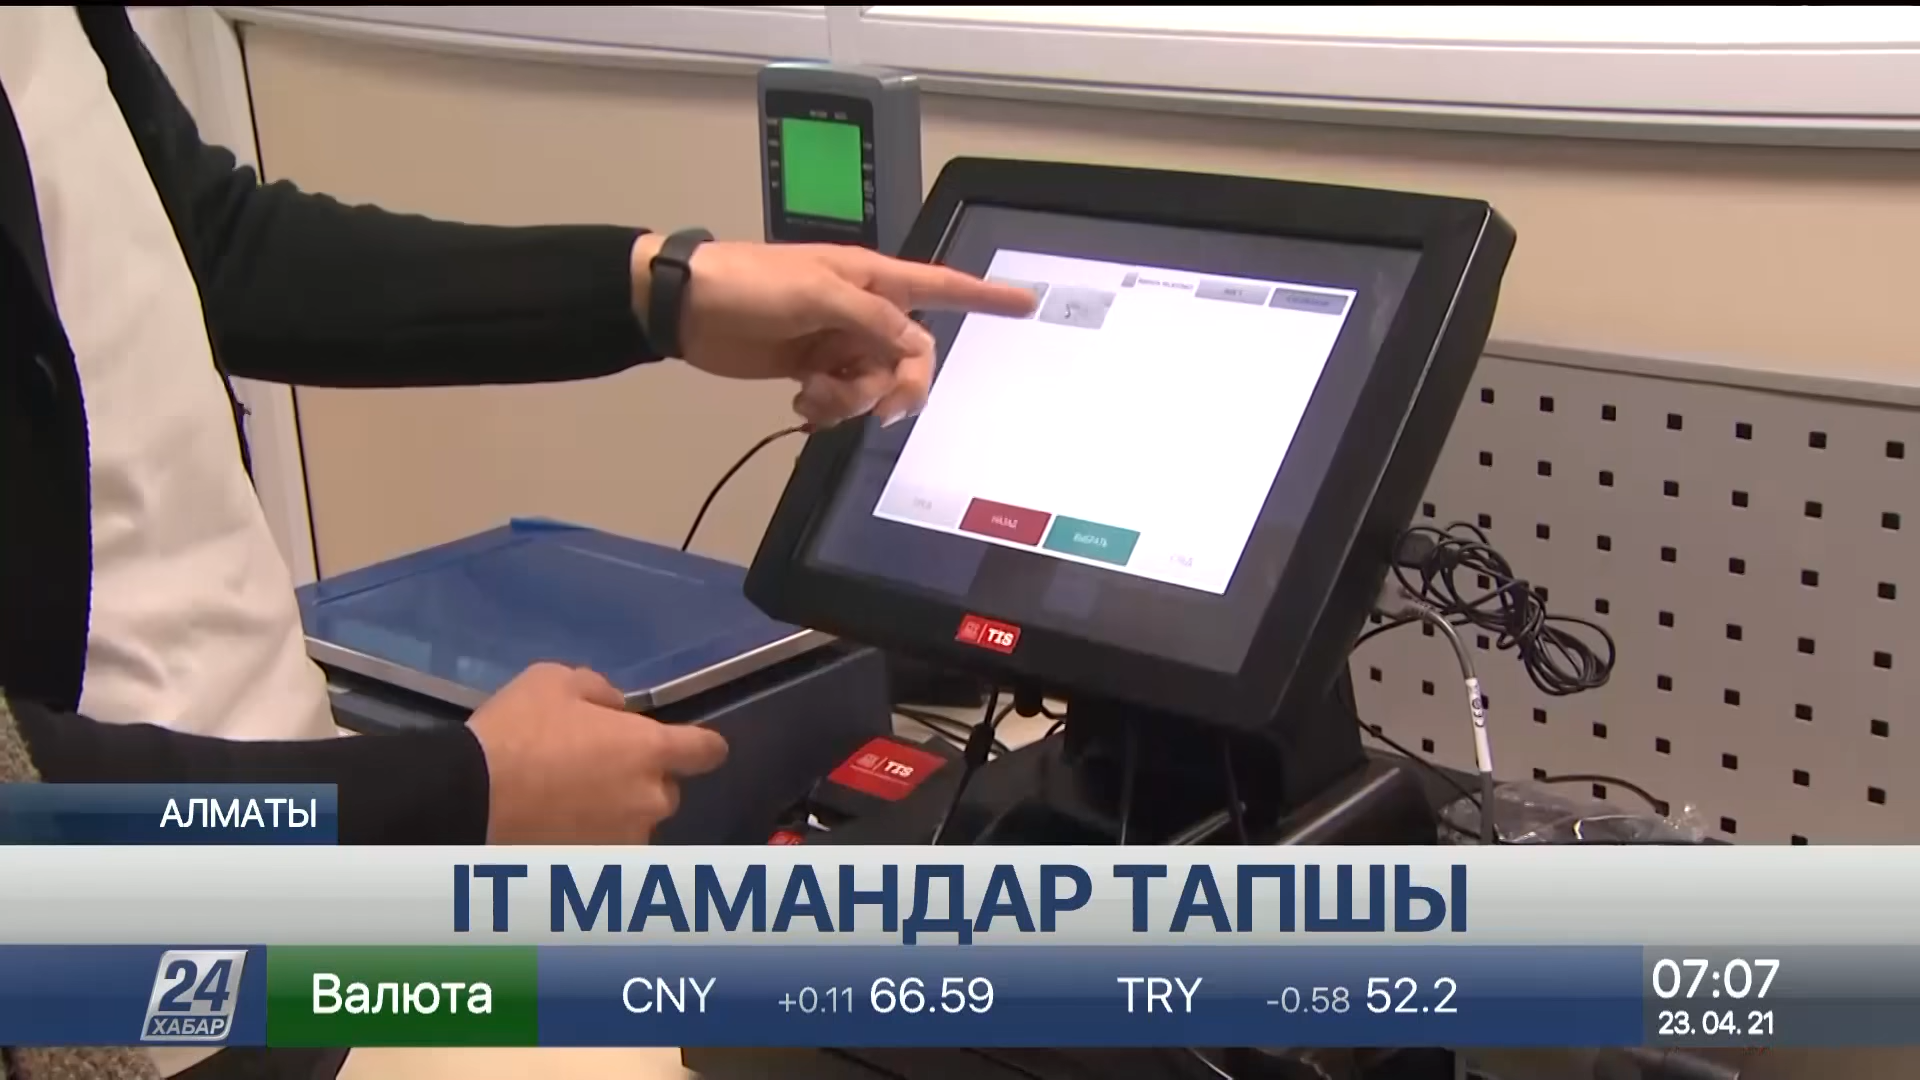 НАЗАД
ВЫБРАТЬ
TIS
TIS
АЛМАТЫ
IT МАМАНДАР ТАПШЫ
24 ХАБАР
Валюта
CNY +0.11 66.59
TRY -0.58 52.2
07:07
23. 04. 21